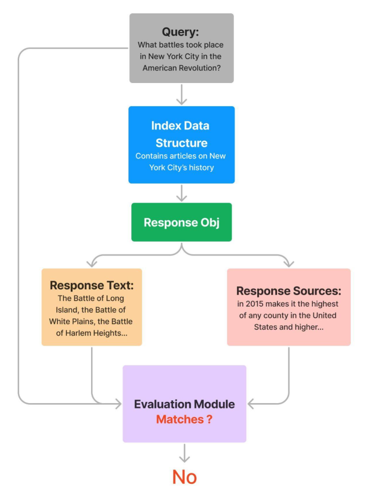 Query:
What battles took place
in New York City in the
American Revolution?
Index Data
Structure
Contains articles on New
York City's history
Response Obj
Response Text:
The Battle of Long
Island, the Battle of
White Plains, the Battle
of Harlem Heights...
Response Sources:
in 2015 makes it the highest
of any county in the United
States and higher...
Evaluation Module
Matches ?
No